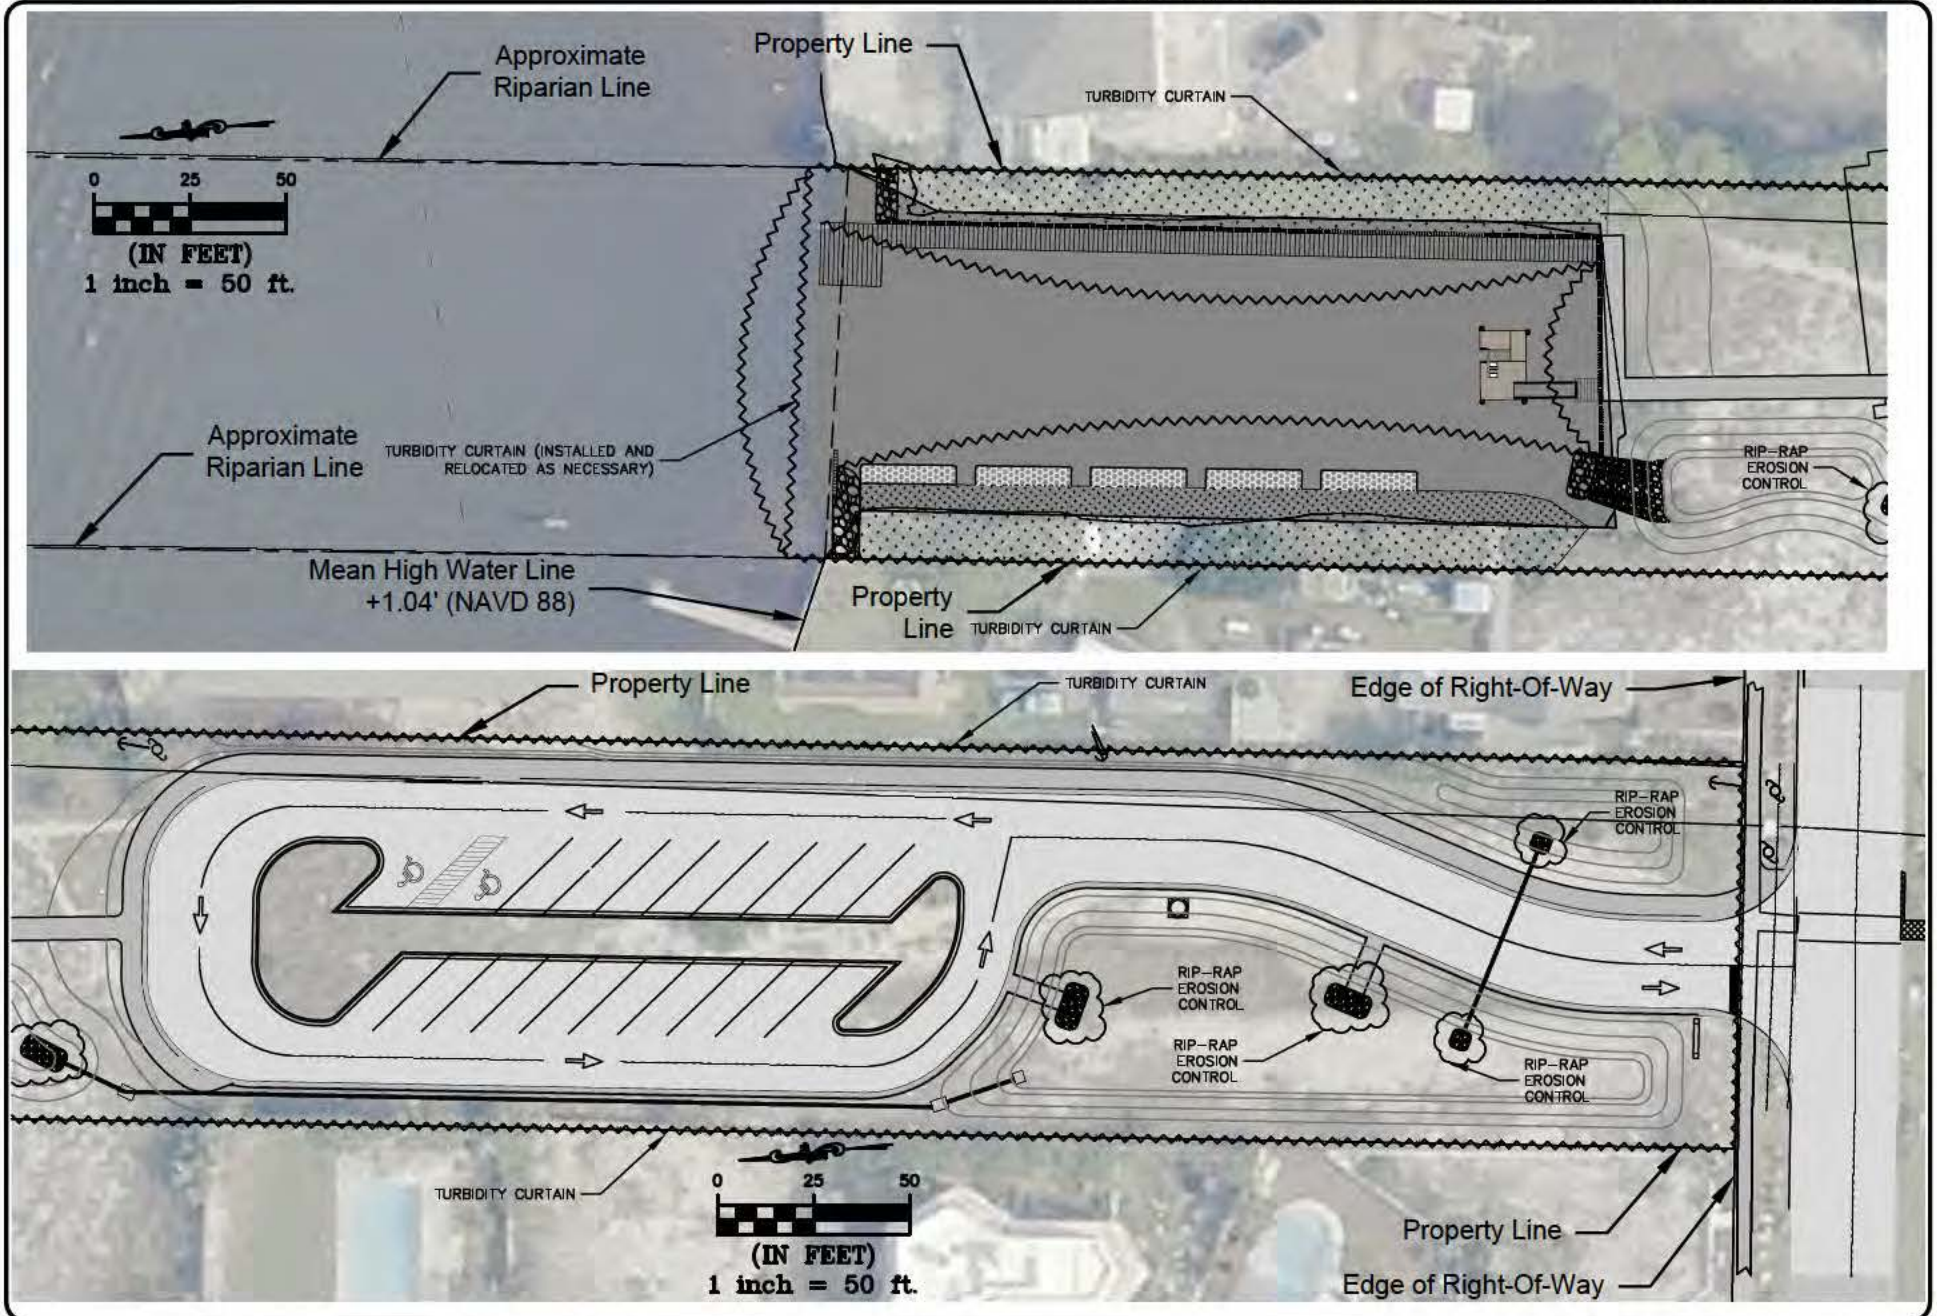 Property Line
Approximate
Riparian Line
TURBIDITY CURTAIN
0 25 50
(IN FEET)
1 inch = 50 ft.
Approximate
Riparian Line
TURBIDITY CURTAIN (INSTALLED AND
RELOCATED AS NECESSARY)
RIP-RAP
EROSION
CONTROL
Mean High Water Line
+1.04' (NAVD 88)
Property
Line
TURBIDITY CURTAIN
Property Line
TURBIDITY CURTAIN
Edge of Right-Of-Way
RIP-RAP
EROSION
CONTROL
RIP-RAP
EROSION
CONTROL
RIP-RAP
EROSION
CONTROL
RIP-RAP
EROSION
CONTROL
TURBIDITY CURTAIN
0 25 50
(IN FEET)
1 inch = 50 ft.
Property Line
Edge of Right-Of-Way